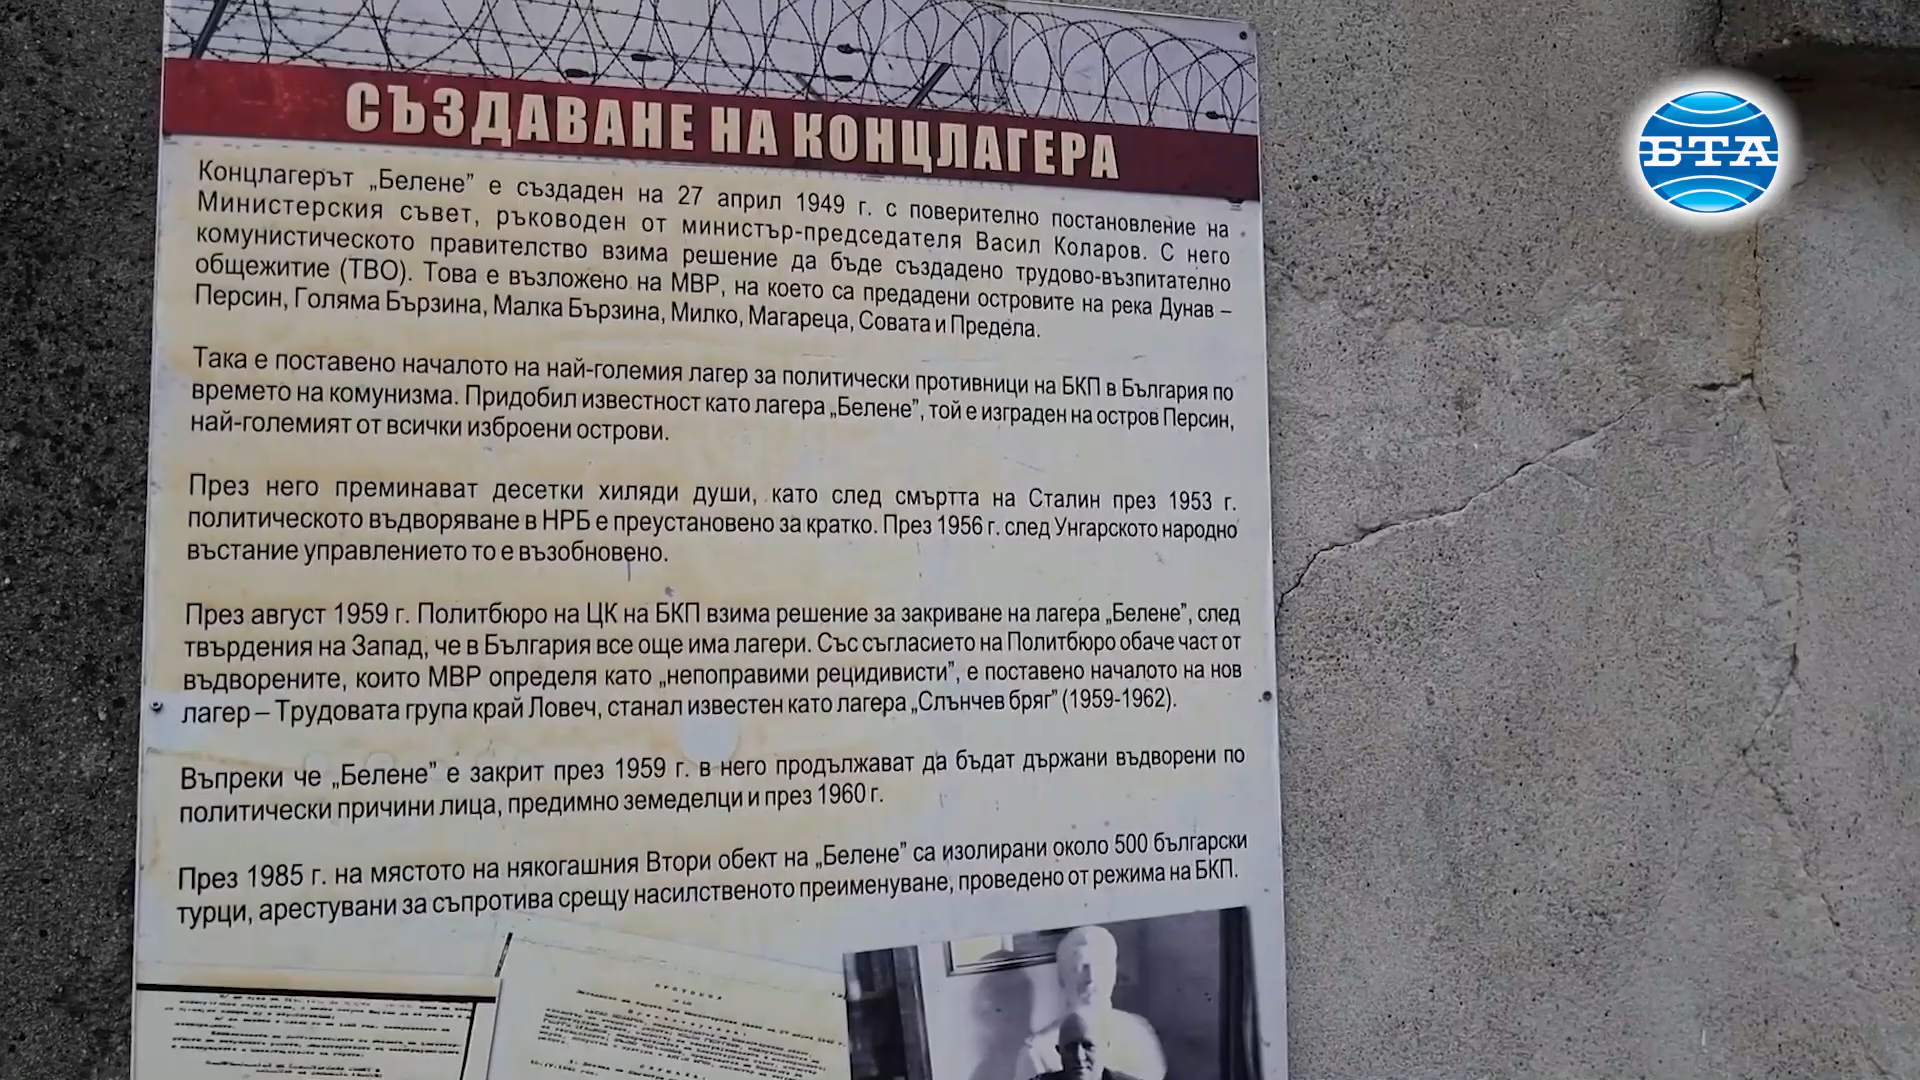 СЪЗДАВАНЕ НА КОНЦЛАГЕРА
БТА
Концлагерът „Белене” е създаден на 27 април 1949 г. с поверително постановление на
Министерския съвет, ръководен от министър-председателя Васил Коларов. С него
комунистическото правителство взима решение да бъде създадено трудово-възпитателно
общежитие (ТВО). Това е възложено на МВР, на което са предадени островите на река Дунав –
Персин, Голяма Бързина, Малка Бързина, Милко, Магареца, Совата и Предела.
Така е поставено началото на най-големия лагер за политически противници на БКП в България по
времето на комунизма. Придобил известност като лагера „Белене”, той е изграден на остров Персин,
най-големият от всички изброени острови.
През него преминават десетки хиляди души, като след смъртта на Сталин през 1953 г.
политическото въдворяване в НРБ е преустановено за кратко. През 1956 г. след Унгарското народно
въстание управлението то е възобновено.
През август 1959 г. Политбюро на ЦК на БКП взима решение за закриване на лагера „Белене”, след
твърдения на Запад, че в България все още има лагери. Със съгласието на Политбюро обаче част от
въдворените, които МВР определя като „непоправими рецидивисти”, е поставено началото на нов
лагер – Трудовата група край Ловеч, станал известен като лагера „Слънчев бряг” (1959-1962).
Въпреки че „Белене” е закрит през 1959 г. в него продължават да бъдат държани въдворени по
политически причини лица, предимно земеделци и през 1960 г.
През 1985 г. на мястото на някогашния Втори обект на „Белене” са изолирани около 500 български
турци, арестувани за съпротива срещу насилственото преименуване, проведено от режима на БКП.
ПРОТОКОЛ